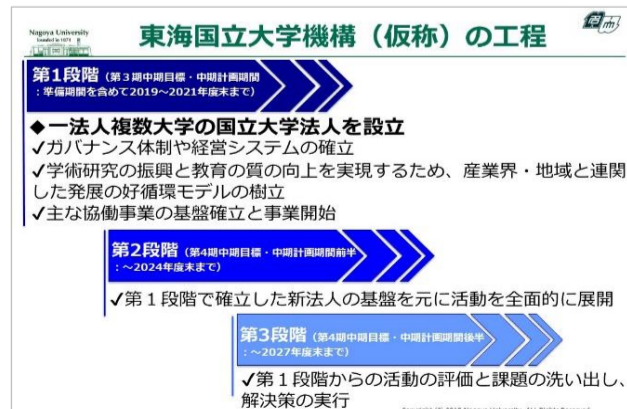 Nagoya University
founded in 1871
東海国立大学機構（仮称）の工程
第1段階（第３期中期目標・中期計画期間
：準備期間を含めて2019～2021年度末まで）
◆一法人複数大学の国立大学法人を設立
✓ガバナンス体制や経営システムの確立
✓学術研究の振興と教育の質の向上を実現するため、産業界・地域と連関
した発展の好循環モデルの樹立
✓主な協働事業の基盤確立と事業開始
第2段階（第4期中期目標・中期計画期間前半
：～2024年度末まで）
✓第１段階で確立した新法人の基盤を元に活動を全面的に展開
第3段階（第4期中期目標・中期計画期間後半
：～2027年度末まで）
✓第１段階からの活動の評価と課題の洗い出し、
解決策の実行